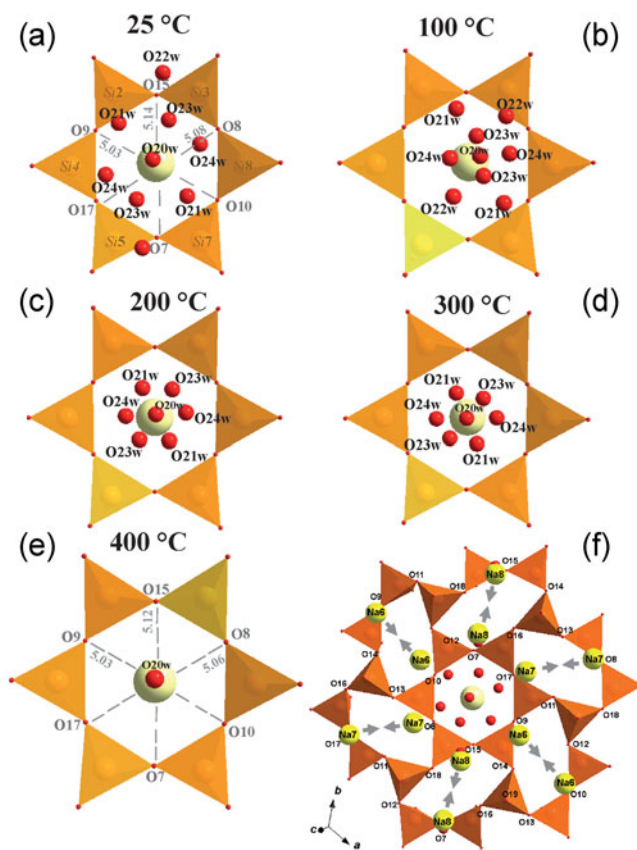 (a)
25 °C
O22w
O15
Si2
Si3
O21w
O23w
O9
5.14
O8
5.03
5.08
O20w
O24w
Si4
Si8
O24w
O17
O23w
O21w
O10
Si5
O7
Si7
100 °C
(b)
O21w
O22w
O24w
O20w
O24w
O23w
O22w
O21w
(c)
200 °C
O21w
O23w
O24w
O20w
O24w
O23w
O21w
300 °C
(d)
O21w
O23w
O24w
O20w
O24w
O23w
O21w
(e)
400 °C
O15
O9
5.12
O8
5.03
5.06
O20w
O17
O10
O7
(f)
O15
O11
Na8
O9
O18
O14
Na6
Na8
O12
O16
O13
O14
Na6
O7
Na7
Na7
O8
O10
O17
O16
O13
O11
Na7
O6
O9
O18
Na7
Na6
O17
O15
O12
O11
Na8
O14
O18
Na6
O10
O12
O19
Na8
O16
O13
O7
b
c
a